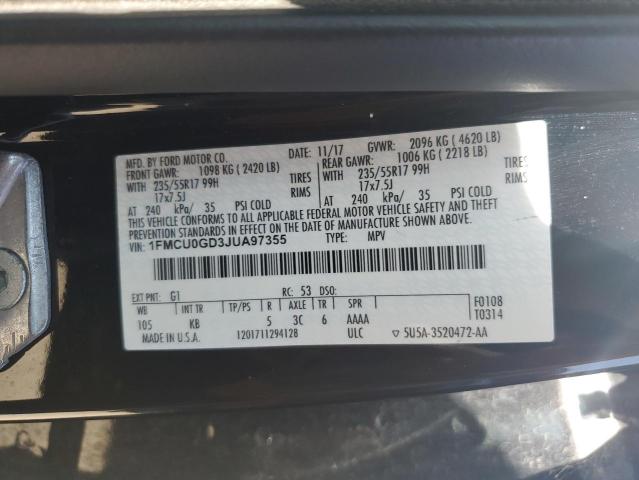 MFD. BY FORD MOTOR CO. DATE: 11/17 GVWR: 2096 KG ( 4620 LB)
FRONT GAWR: 1098 KG ( 2420 LB) REAR GAWR: 1006 KG ( 2218 LB)
WITH 235/55R17 99H TIRES WITH 235/55R17 99H TIRES
17x7.5J RIMS 17x7.5J RIMS
AT 240 kPa/ 35 PSI COLD AT 240 kPa/ 35 PSI COLD
THIS VEHICLE CONFORMS TO ALL APPLICABLE FEDERAL MOTOR VEHICLE SAFETY AND THEFT
PREVENTION STANDARDS IN EFFECT ON THE DATE OF MANUFACTURE SHOWN ABOVE.
VIN: 1FMCU0GD3JUA97355 TYPE: MPV
EXT PNT: G1 RC: 53 DSO: F0108
WB INT TR TP/PS R AXLE TR SPR T0314
105 KB 5 3C 6 AAAA
MADE IN U.S.A. 1201711294128 ULC ▽ 5U5A-3520472-AA